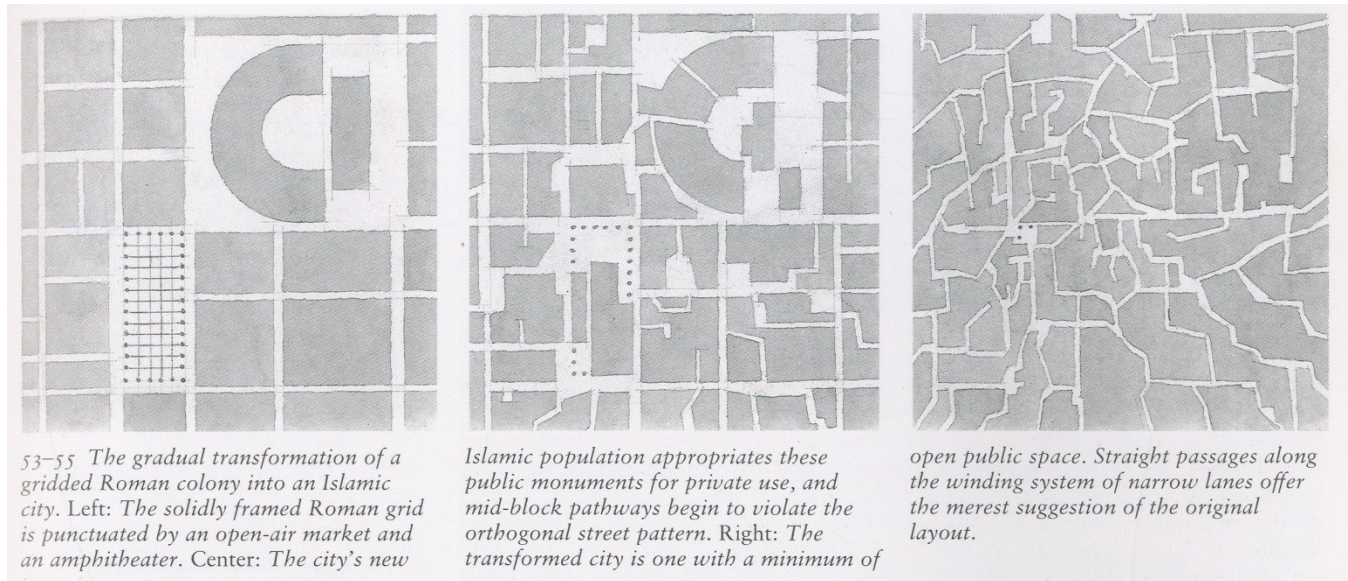 53–55 The gradual transformation of a
gridded Roman colony into an Islamic
city. Left: The solidly framed Roman grid
is punctuated by an open-air market and
an amphitheater. Center: The city's new
Islamic population appropriates these
public monuments for private use, and
mid-block pathways begin to violate the
orthogonal street pattern. Right: The
transformed city is one with a minimum of
open public space. Straight passages along
the winding system of narrow lanes offer
the merest suggestion of the original
layout.